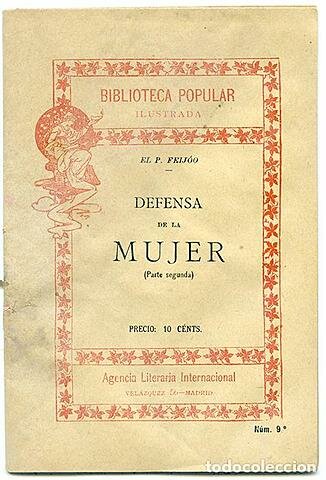 BIBLIOTECA POPULAR
ILUSTRADA
EL P. FEIJÓO
DEFENSA
DE LA
MUJER
(Parte segunda)
PRECIO: 10 CÉNTS.
Agencia Literaria Internacional
VELAZQUEZ 56—MADRID
Núm. 9.º
todocoleccion